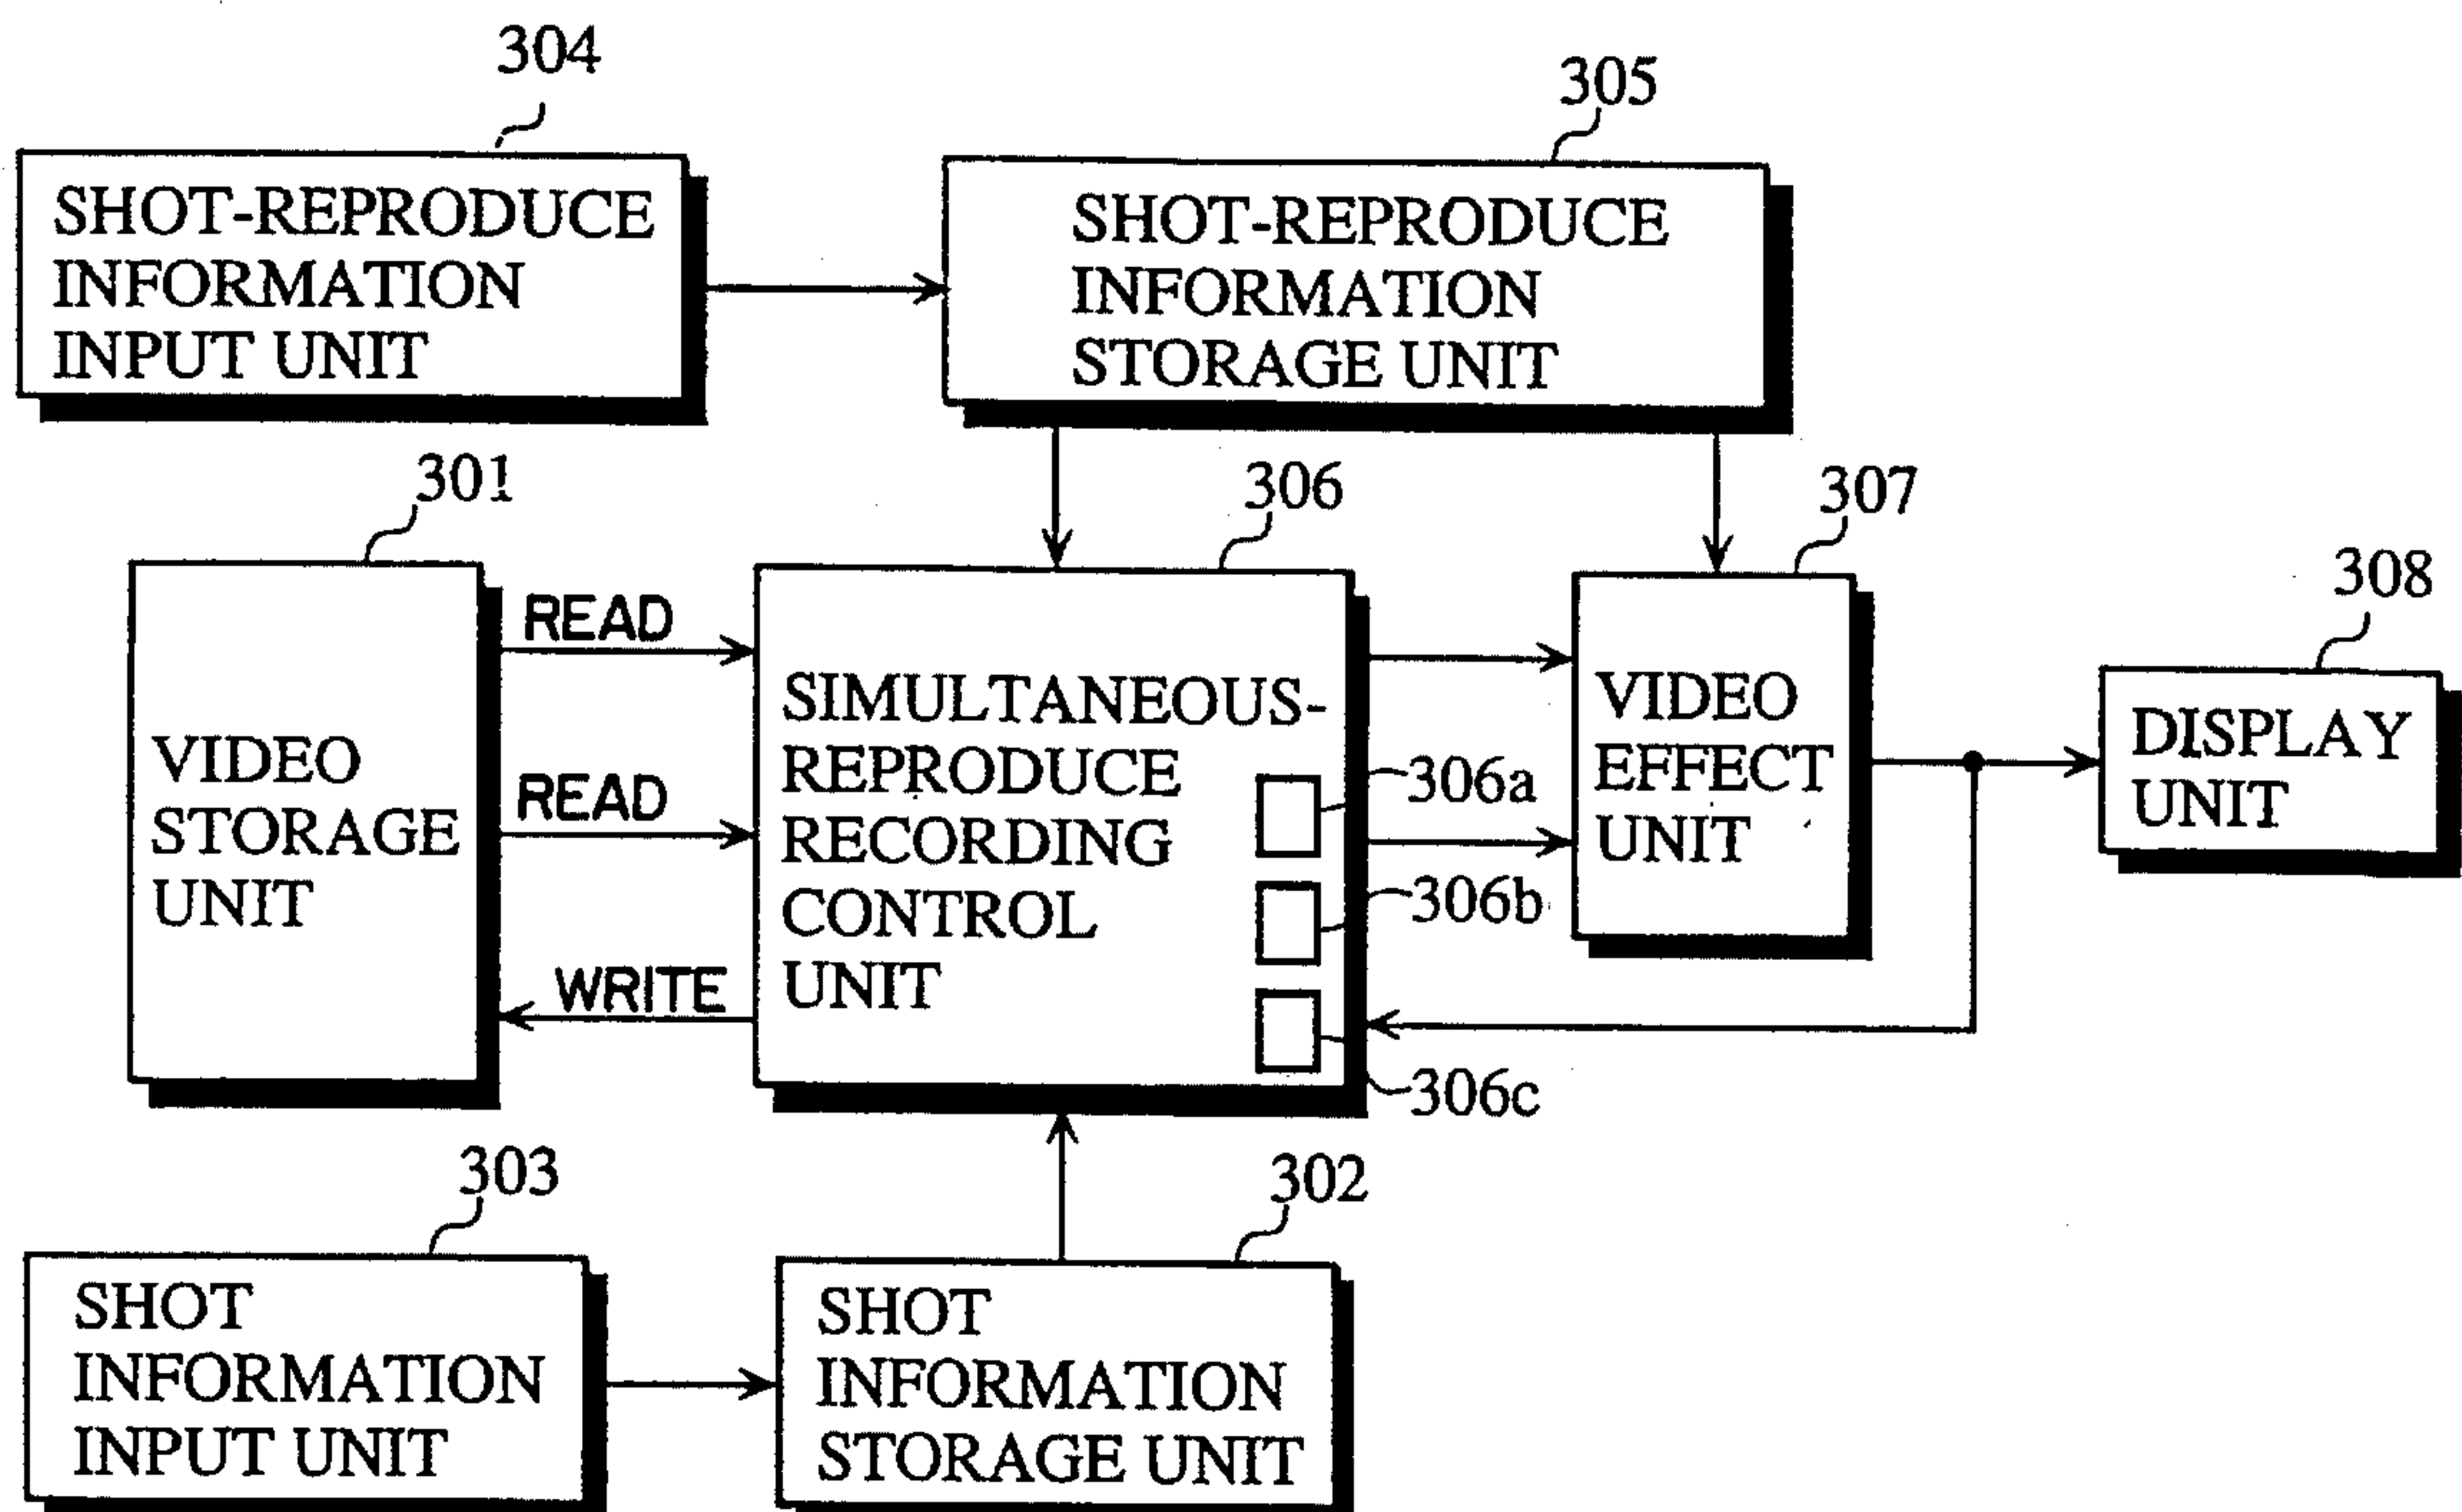 304
305
SHOT-REPRODUCE
INFORMATION
INPUT UNIT
SHOT-REPRODUCE
INFORMATION
STORAGE UNIT
301
306
307
308
READ
READ
WRITE
VIDEO
STORAGE
UNIT
SIMULTANEOUS-
REPRODUCE
RECORDING
CONTROL
UNIT
306a
306b
306c
VIDEO
EFFECT
UNIT
DISPLAY
UNIT
303
302
SHOT
INFORMATION
INPUT UNIT
SHOT
INFORMATION
STORAGE UNIT